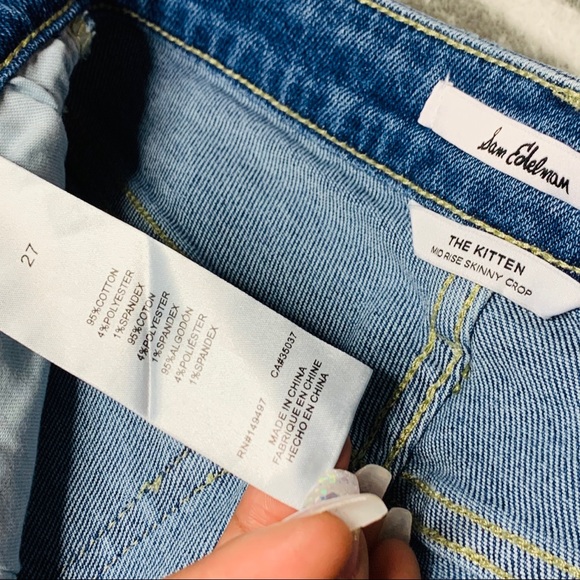 Sam Edelman
THE KITTEN
MID RISE SKINNY CROP
27
95%COTTON
4%POLYESTER
1%SPANDEX
95%COTON
4%POLYESTER
1%SPANDEX
95%ALGODÓN
4%POLIÉSTER
1%SPANDEX
RN#149497 CA#35037
MADE IN CHINA
FABRIQUE EN CHINE
HECHO EN CHINA